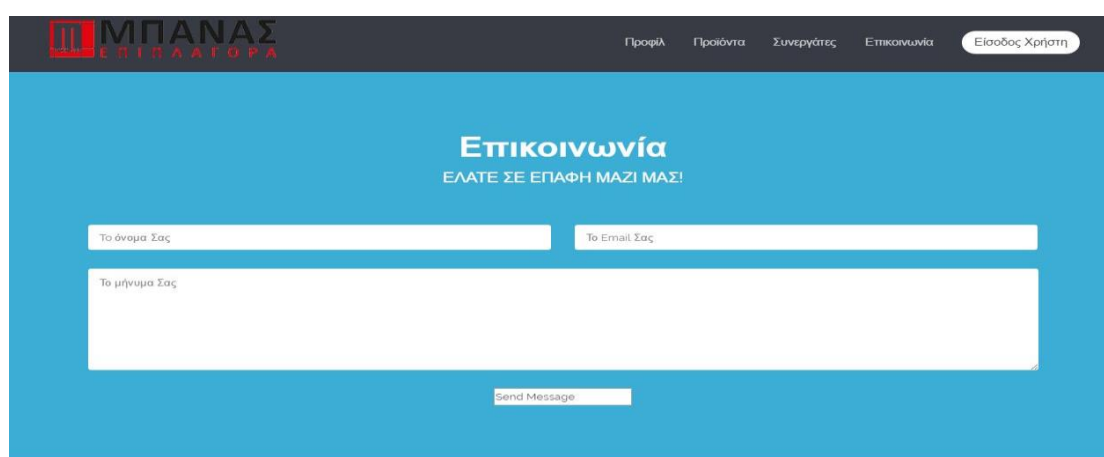 ΜΠΑΝΑΣ
ΕΠΙΠΛΑΓΟΡΑ
Προφίλ Προϊόντα Συνεργάτες Επικοινωνία Είσοδος Χρήστη
Επικοινωνία
ΕΛΑΤΕ ΣΕ ΕΠΑΦΗ ΜΑΖΙ ΜΑΣ!
Το όνομα Σας Το Email Σας
Το μήνυμα Σας
Send Message